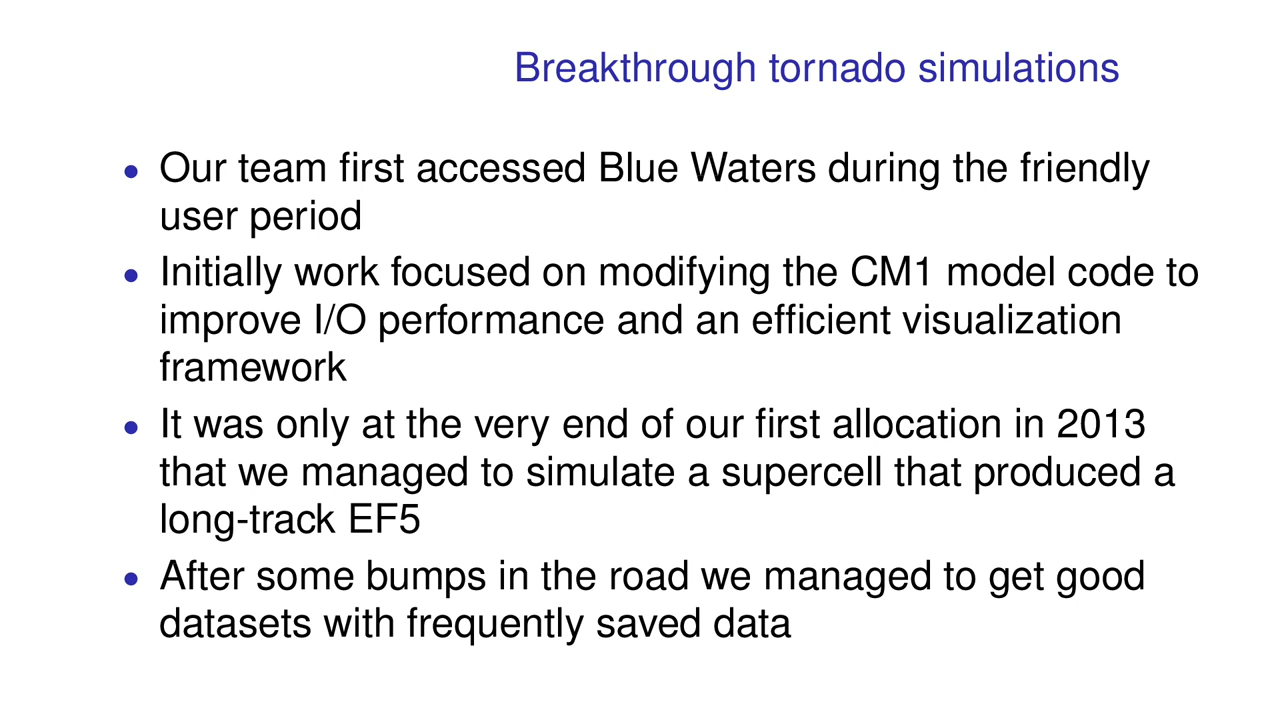 Breakthrough tornado simulations
• Our team first accessed Blue Waters during the friendly
user period
• Initially work focused on modifying the CM1 model code to
improve I/O performance and an efficient visualization
framework
• It was only at the very end of our first allocation in 2013
that we managed to simulate a supercell that produced a
long-track EF5
• After some bumps in the road we managed to get good
datasets with frequently saved data